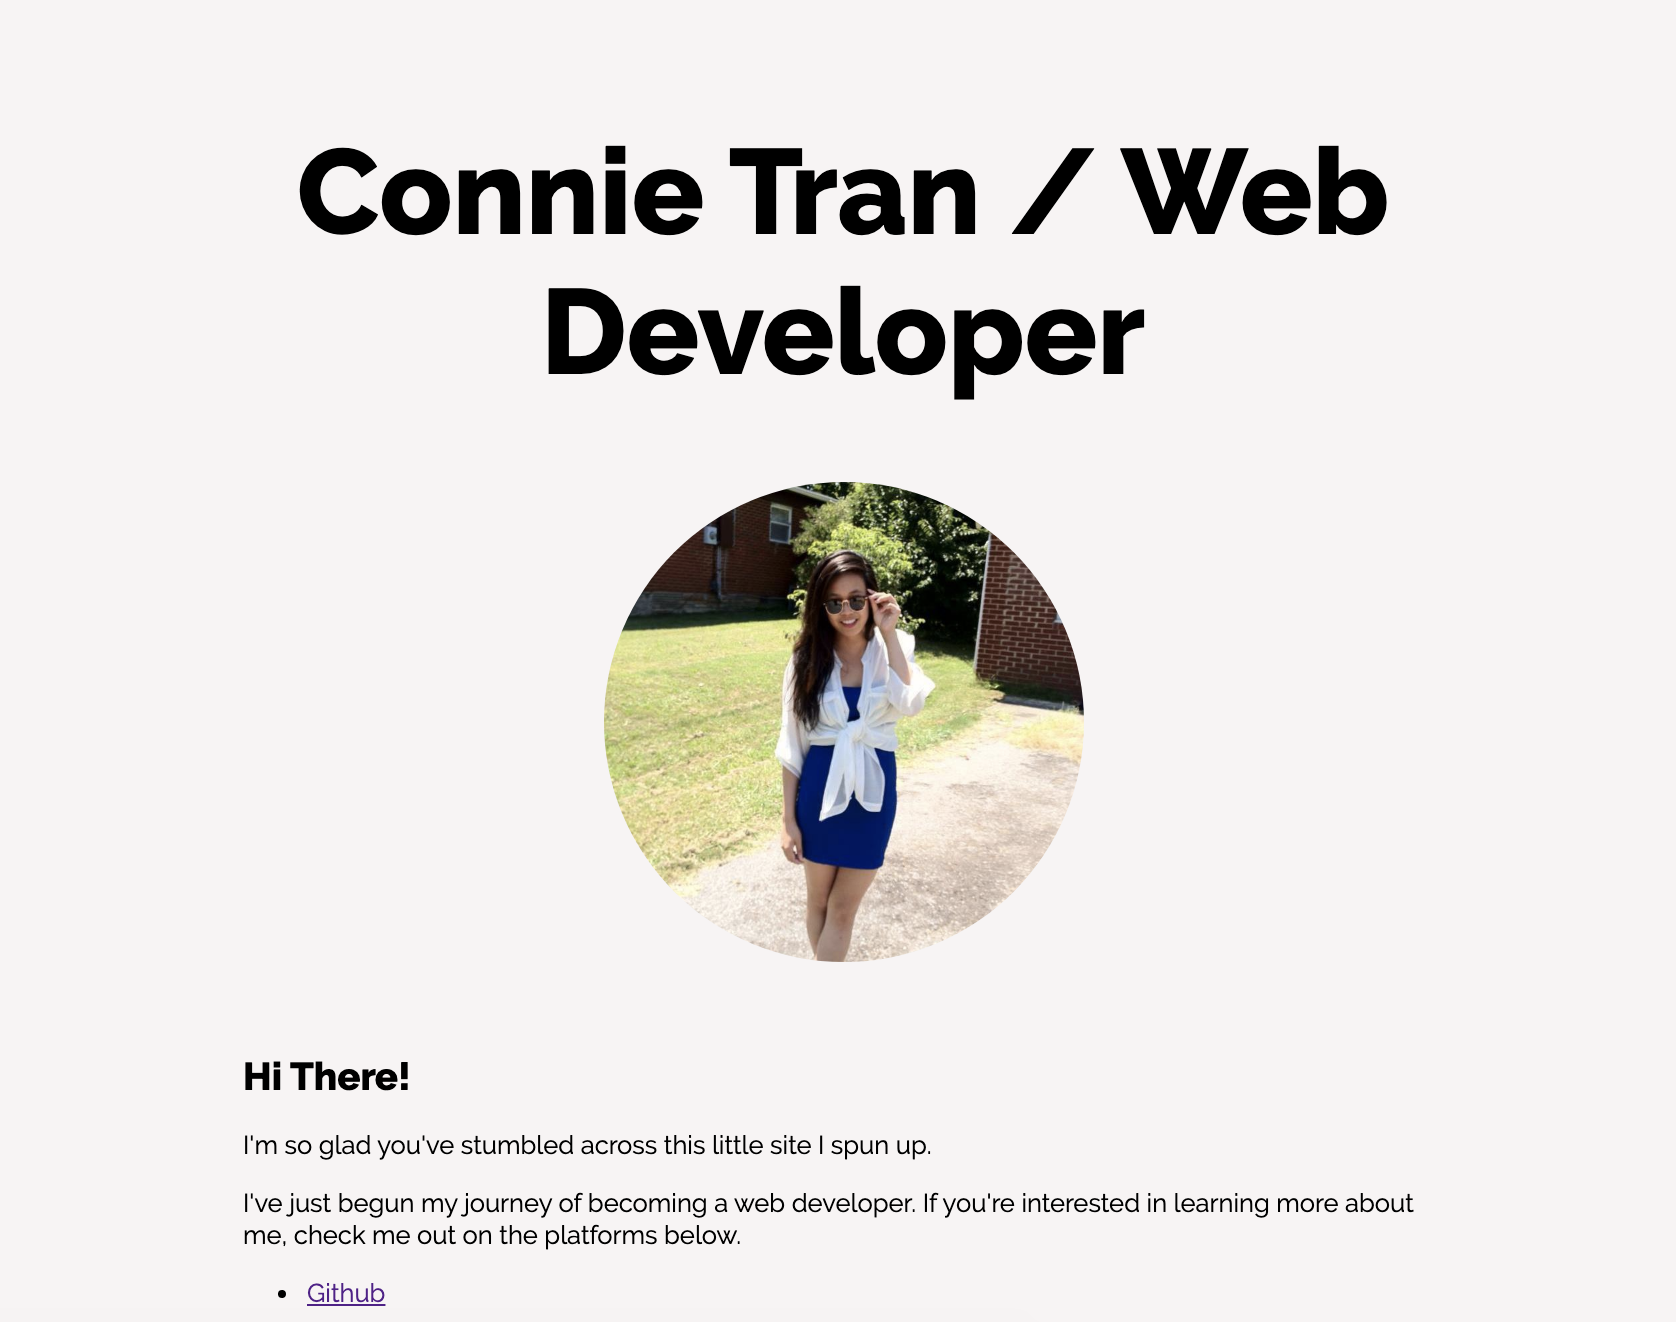 Connie Tran / Web
Developer
Hi There!
I'm so glad you've stumbled across this little site I spun up.
I've just begun my journey of becoming a web developer. If you're interested in learning more about
me, check me out on the platforms below.
Github